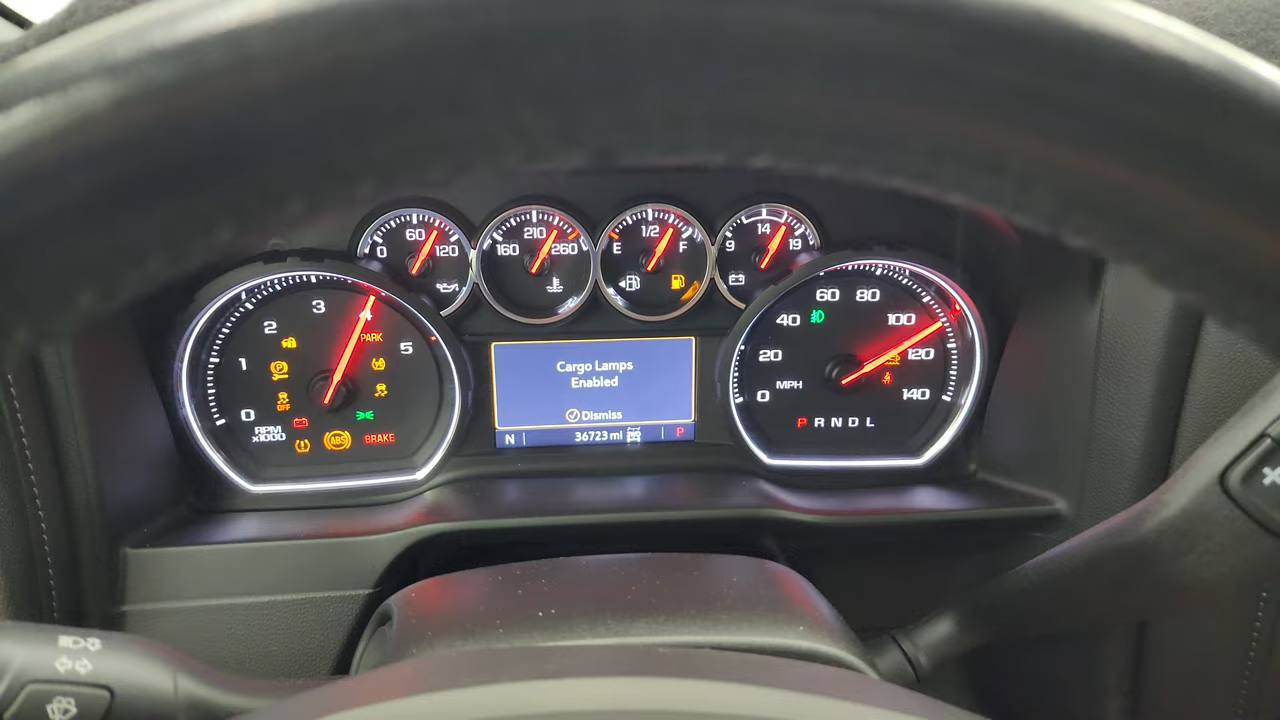 0 60 120
160 210 260
E 1/2 F
9 14 19
0 1 2 3 4 5
PARK
OFF
RPM
x1000
ABS
BRAKE
Cargo Lamps
Enabled
Dismiss
N 36723 mi P
0 20 40 60 80 100 120 140
MPH
P R N D L